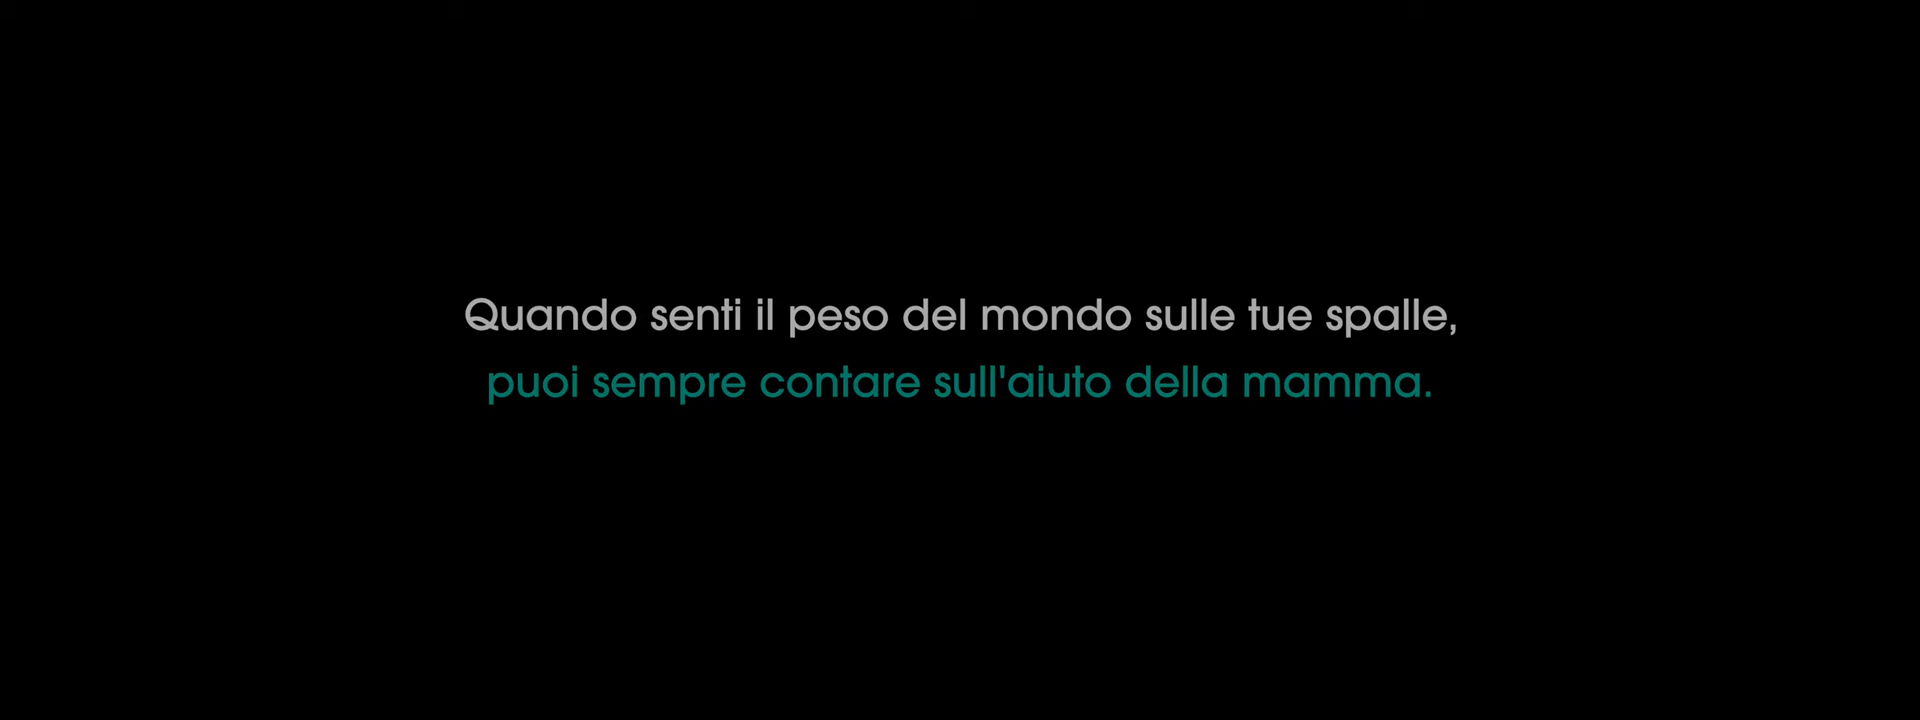 Quando senti il peso del mondo sulle tue spalle,
puoi sempre contare sull'aiuto della mamma.